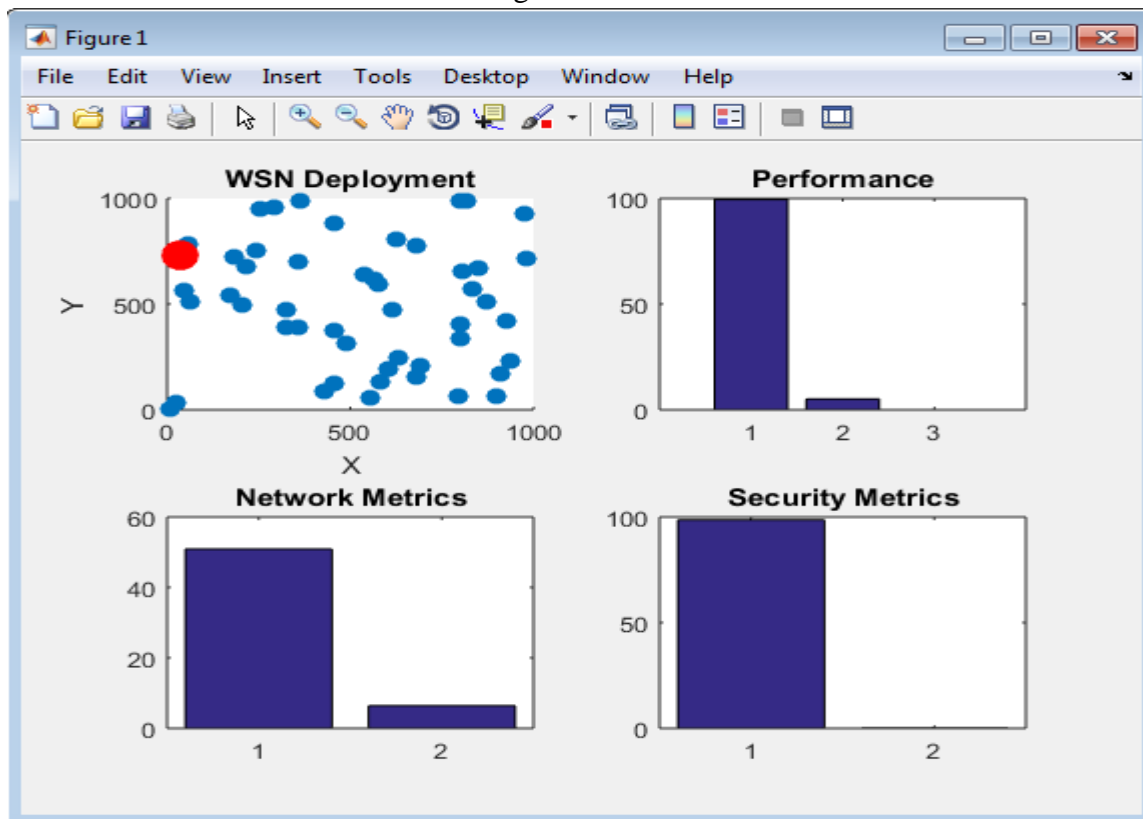 Figure 1
File Edit View Insert Tools Desktop Window Help
WSN Deployment
1000
500
0
Y
0 500 1000
X
Performance
100
50
0
1 2 3
Network Metrics
60
40
20
0
1 2
Security Metrics
100
50
0
1 2